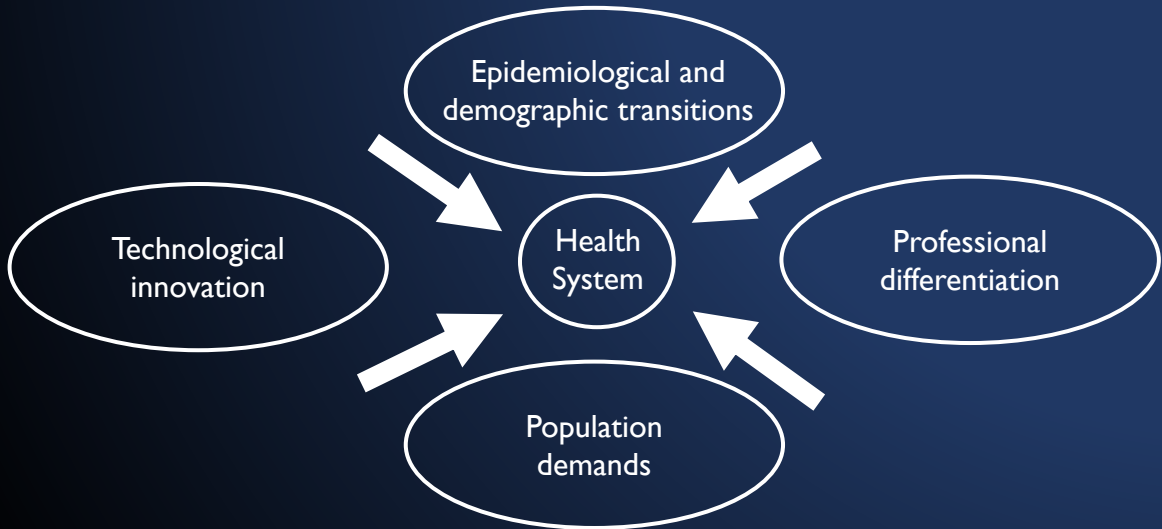 Epidemiological and
demographic transitions
Technological
innovation
Health
System
Professional
differentiation
Population
demands